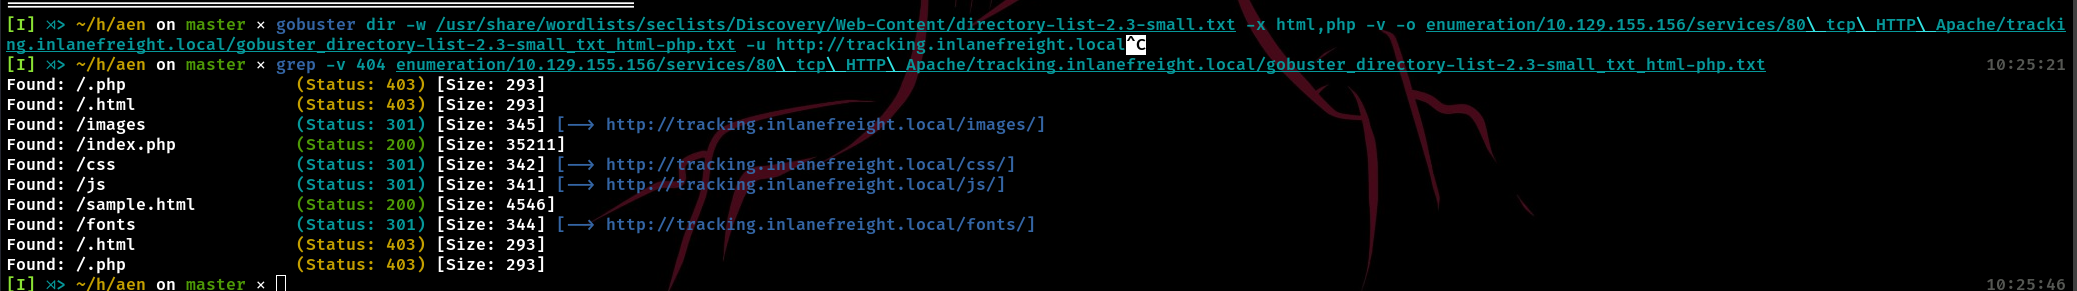 [I] ⋊> ~/h/aen on master × gobuster dir -w /usr/share/wordlists/seclists/Discovery/Web-Content/directory-list-2.3-small.txt -x html,php -v -o enumeration/10.129.155.156/services/80\ tcp\ HTTP\ Apache/tracki
ng.inlanefreight.local/gobuster_directory-list-2.3-small_txt_html-php.txt -u http://tracking.inlanefreight.local^C
[I] ⋊> ~/h/aen on master × grep -v 404 enumeration/10.129.155.156/services/80\ tcp\ HTTP\ Apache/tracking.inlanefreight.local/gobuster_directory-list-2.3-small_txt_html-php.txt 10:25:21
Found: /.php (Status: 403) [Size: 293]
Found: /.html (Status: 403) [Size: 293]
Found: /images (Status: 301) [Size: 345] [--> http://tracking.inlanefreight.local/images/]
Found: /index.php (Status: 200) [Size: 35211]
Found: /css (Status: 301) [Size: 342] [--> http://tracking.inlanefreight.local/css/]
Found: /js (Status: 301) [Size: 341] [--> http://tracking.inlanefreight.local/js/]
Found: /sample.html (Status: 200) [Size: 4546]
Found: /fonts (Status: 301) [Size: 344] [--> http://tracking.inlanefreight.local/fonts/]
Found: /.html (Status: 403) [Size: 293]
Found: /.php (Status: 403) [Size: 293]
[I] ⋊> ~/h/aen on master × 10:25:46